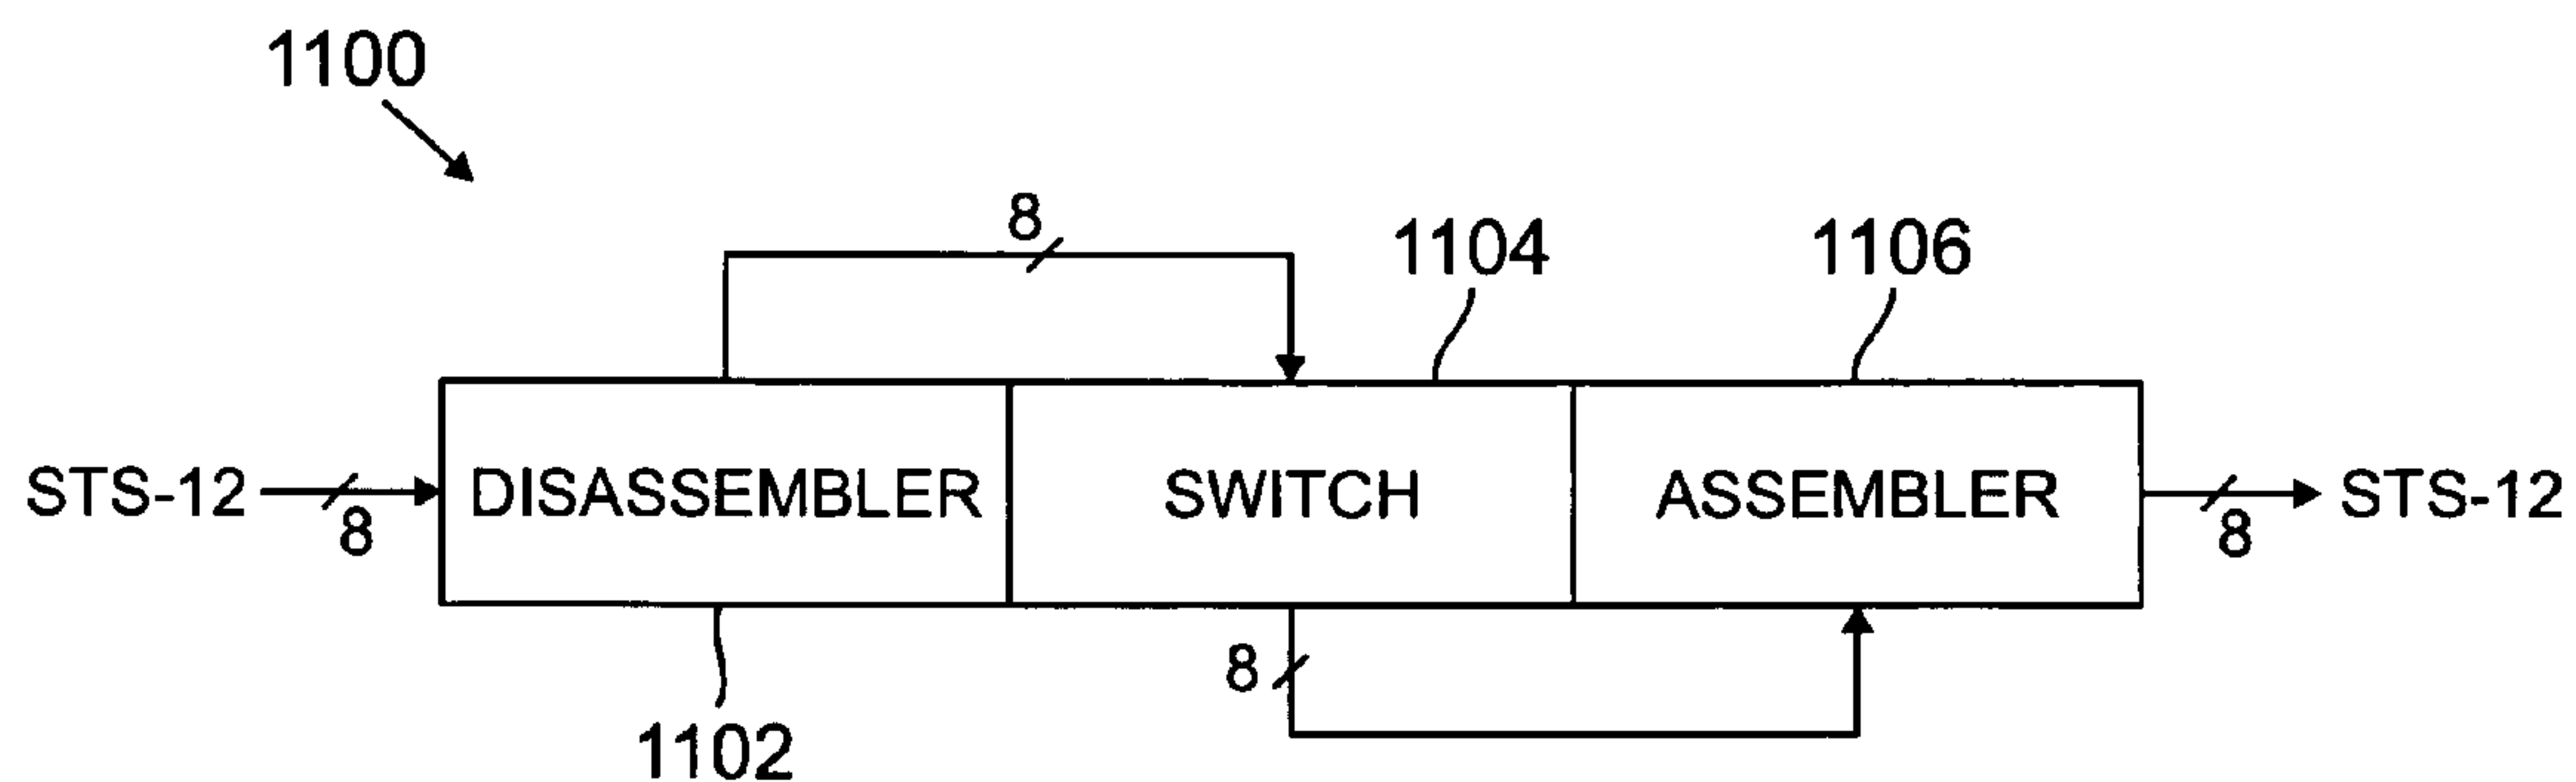 1100
8
1104
1106
STS-12
8
DISASSEMBLER
SWITCH
ASSEMBLER
8
STS-12
8
1102